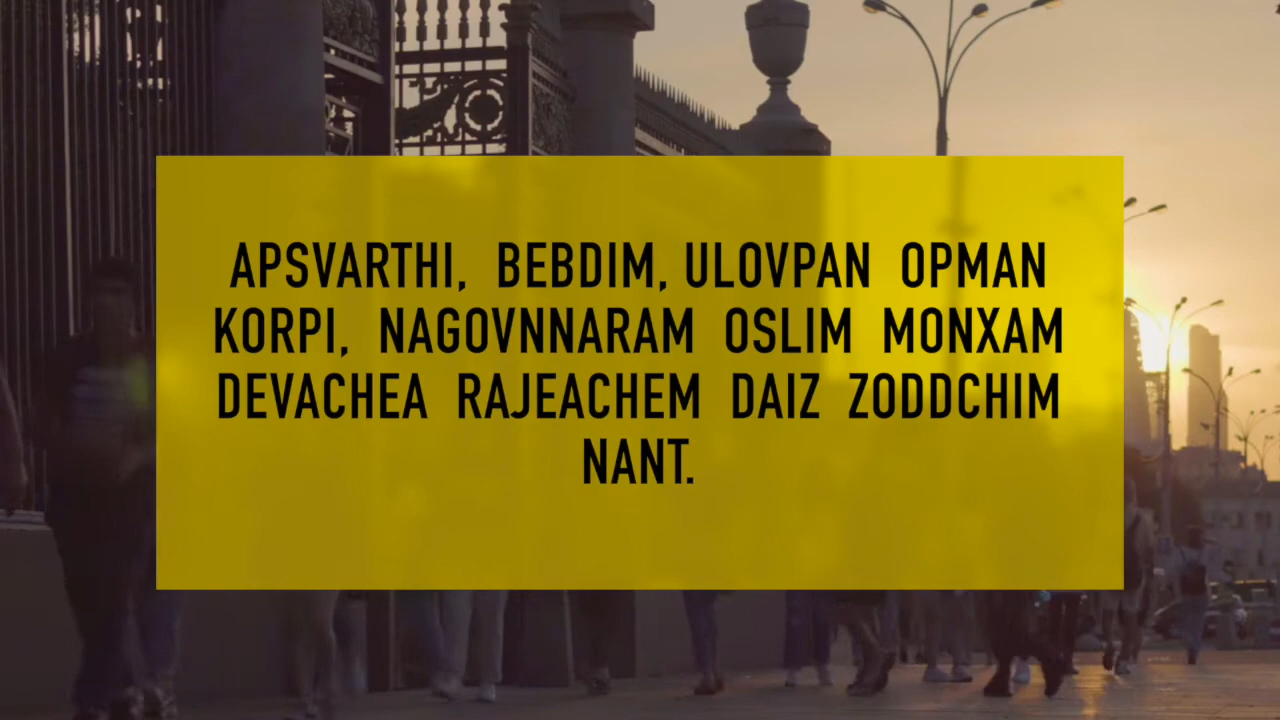 APSVARTHI, BEBDIM, ULOVPAN OPMAN
KORPI, NAGOVNNARAM OSLIM MONXAM
DEVACHEA RAJEACHEM DAIZ ZODDCHIM
NANT.